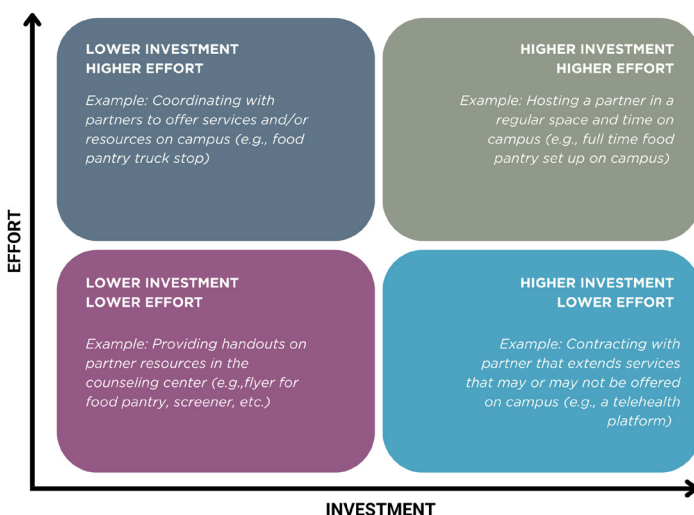 LOWER INVESTMENT
HIGHER EFFORT
Example: Coordinating with
partners to offer services and/or
resources on campus (e.g., food
pantry truck stop)
HIGHER INVESTMENT
HIGHER EFFORT
Example: Hosting a partner in a
regular space and time on
campus (e.g., full time food
pantry set up on campus)
EFFORT
LOWER INVESTMENT
LOWER EFFORT
Example: Providing handouts on
partner resources in the
counseling center (e.g.,flyer for
food pantry, screener, etc.)
HIGHER INVESTMENT
LOWER EFFORT
Example: Contracting with
partner that extends services
that may or may not be offered
on campus (e.g., a telehealth
platform)
INVESTMENT